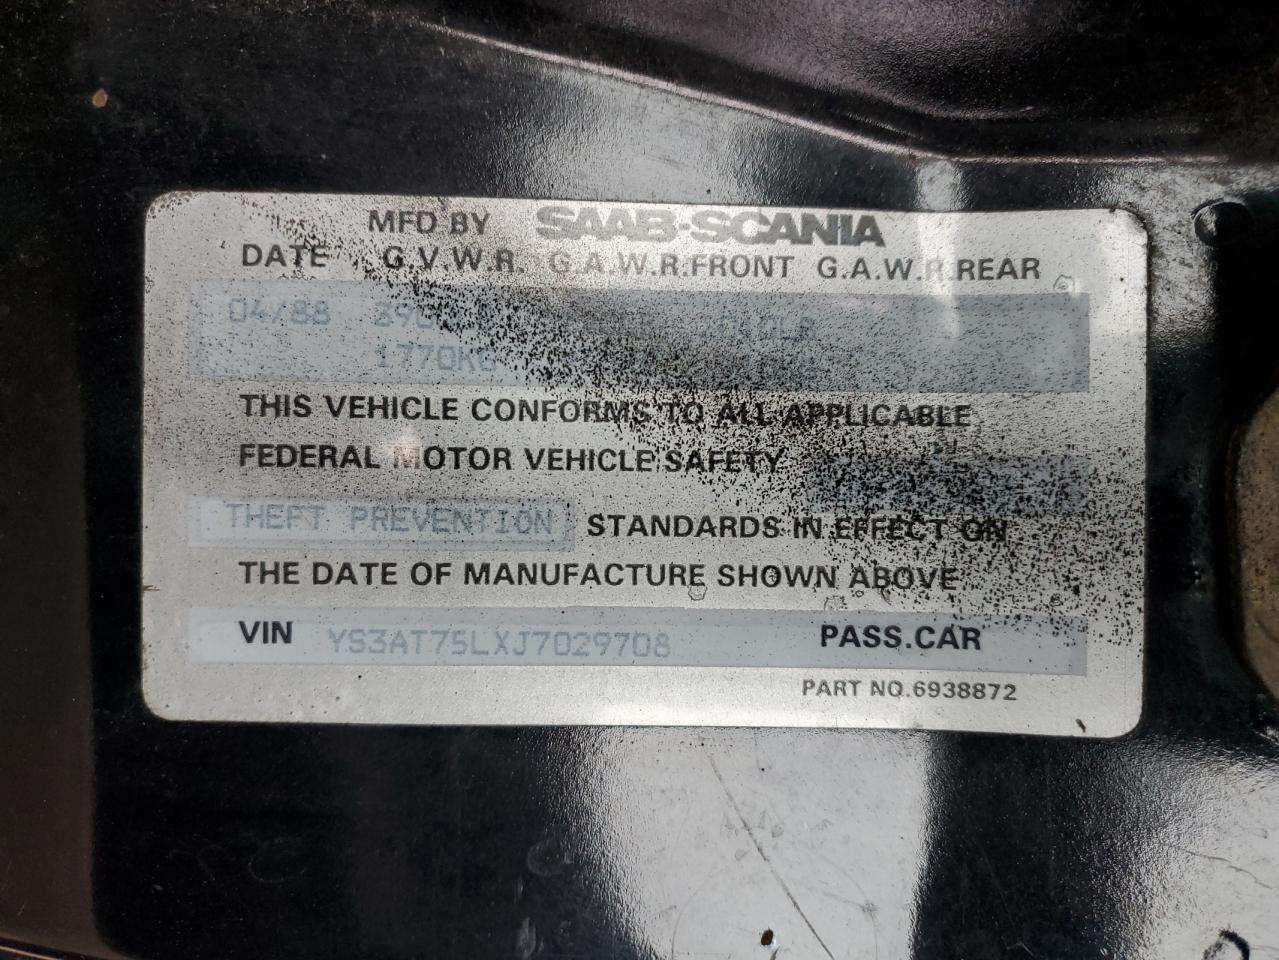 MFD BY SAAB-SCANIA
DATE G.V.W.R. G.A.W.R.FRONT G.A.W.R.REAR
04/88
1770KG
THIS VEHICLE CONFORMS TO ALL APPLICABLE
FEDERAL MOTOR VEHICLE SAFETY
THEFT PREVENTION STANDARDS IN EFFECT ON
THE DATE OF MANUFACTURE SHOWN ABOVE
VIN YS3AT75LXJ7029708 PASS.CAR
PART NO.6938872